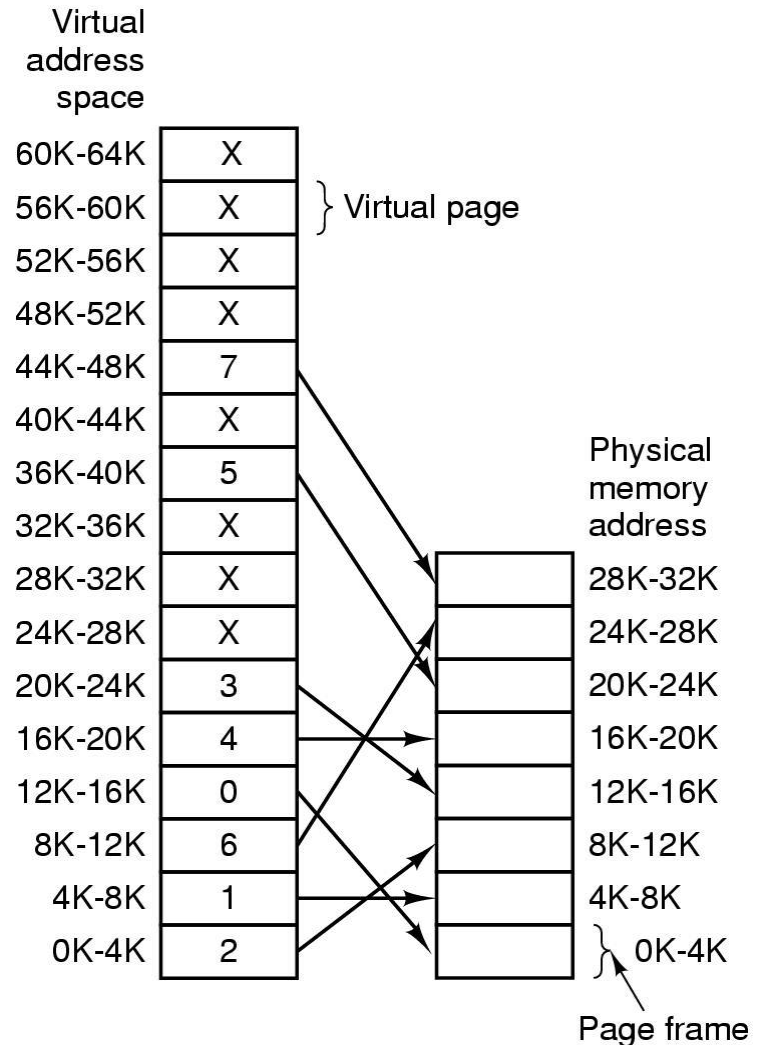 Virtual
address
space
60K-64K X
56K-60K X } Virtual page
52K-56K X
48K-52K X
44K-48K 7
40K-44K X
36K-40K 5
32K-36K X
28K-32K X
24K-28K X
20K-24K 3
16K-20K 4
12K-16K 0
8K-12K 6
4K-8K 1
0K-4K 2
Physical
memory
address
28K-32K
24K-28K
20K-24K
16K-20K
12K-16K
8K-12K
4K-8K
} 0K-4K
Page frame